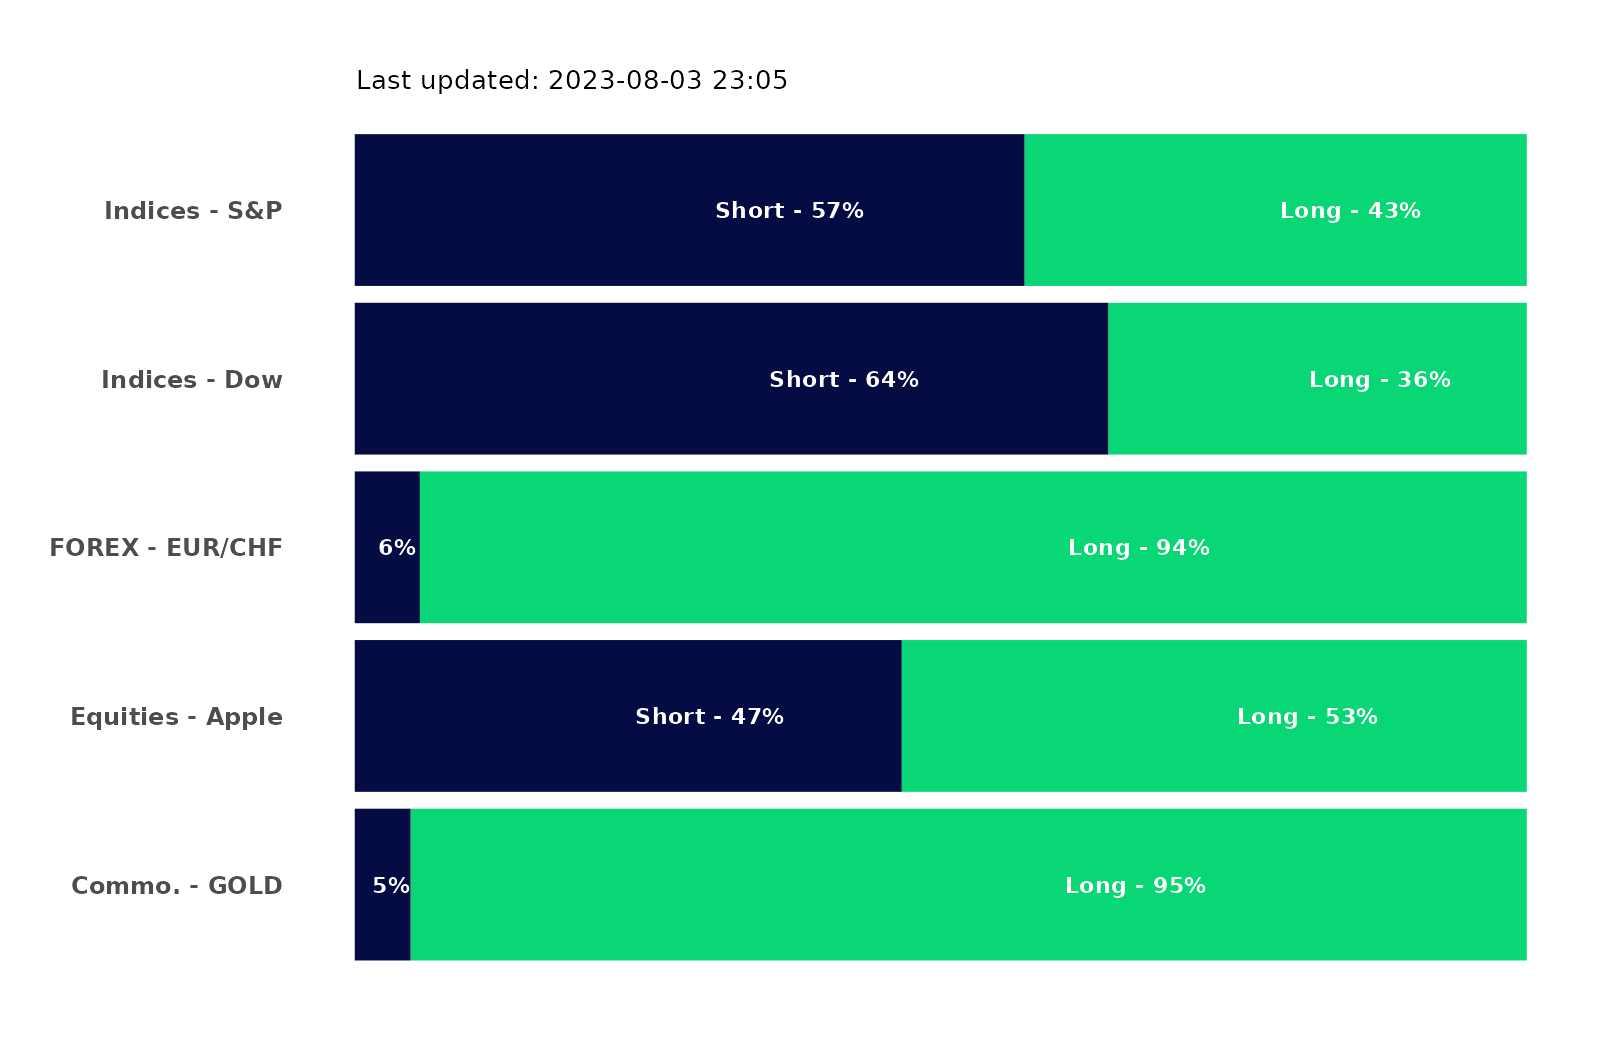 Last updated: 2023-08-03 23:05
Indices - S&P Short - 57% Long - 43%
Indices - Dow Short - 64% Long - 36%
FOREX - EUR/CHF 6% Long - 94%
Equities - Apple Short - 47% Long - 53%
Commo. - GOLD 5% Long - 95%